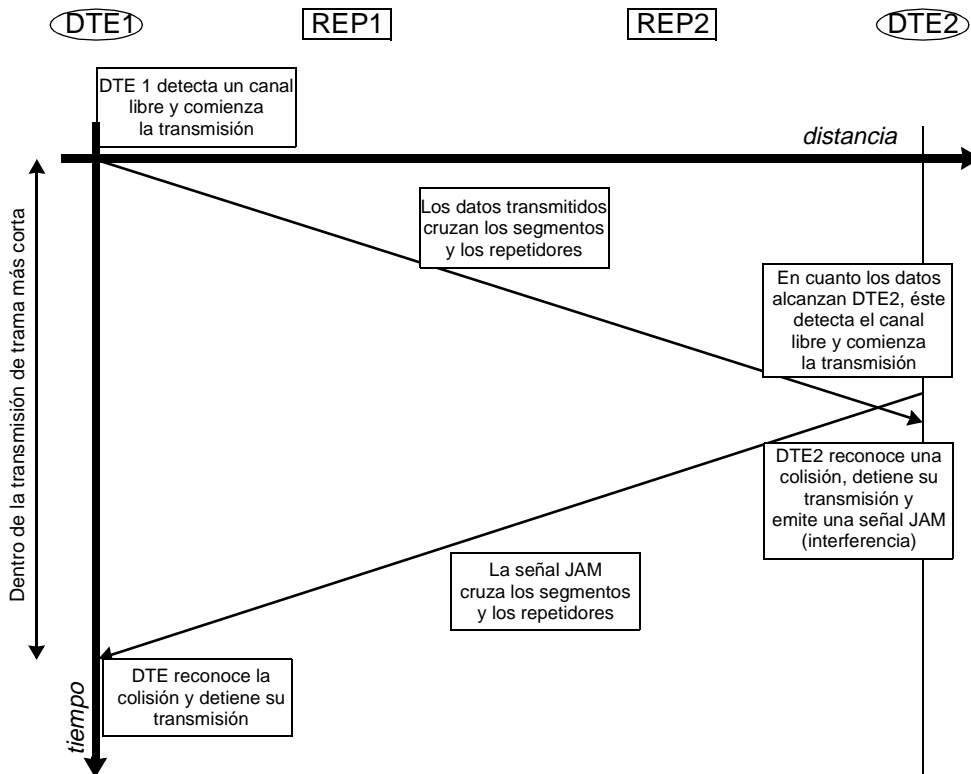 DTE1
REP1
REP2
DTE2
DTE 1 detecta un canal
libre y comienza
la transmisión
distancia
Dentro de la transmisión de trama más corta
Los datos transmitidos
cruzan los segmentos
y los repetidores
En cuanto los datos
alcanzan DTE2, éste
detecta el canal
libre y comienza
la transmisión
DTE2 reconoce una
colisión, detiene su
transmisión y
emite una señal JAM
(interferencia)
La señal JAM
cruza los segmentos
y los repetidores
DTE reconoce la
colisión y detiene su
transmisión
tiempo